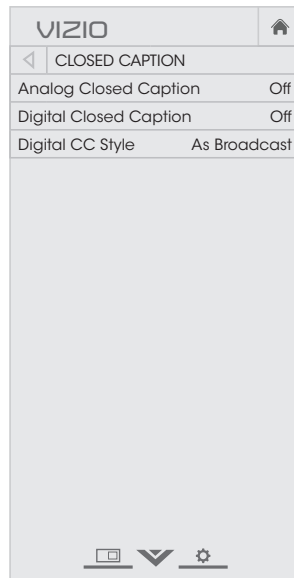 VIZIO
CLOSED CAPTION
Analog Closed Caption Off
Digital Closed Caption Off
Digital CC Style As Broadcast